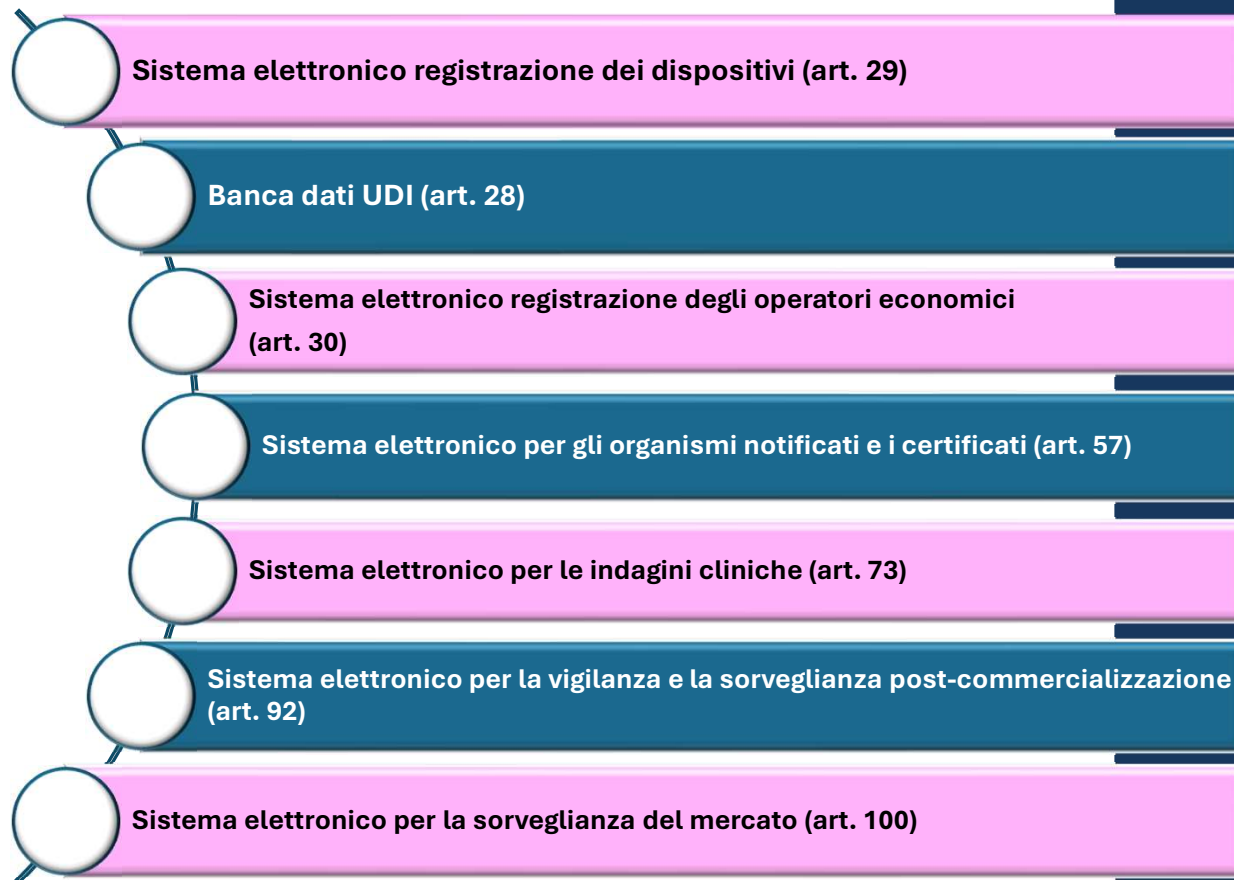 Sistema elettronico registrazione dei dispositivi (art. 29)
Banca dati UDI (art. 28)
Sistema elettronico registrazione degli operatori economici
(art. 30)
Sistema elettronico per gli organismi notificati e i certificati (art. 57)
Sistema elettronico per le indagini cliniche (art. 73)
Sistema elettronico per la vigilanza e la sorveglianza post-commercializzazione
(art. 92)
Sistema elettronico per la sorveglianza del mercato (art. 100)